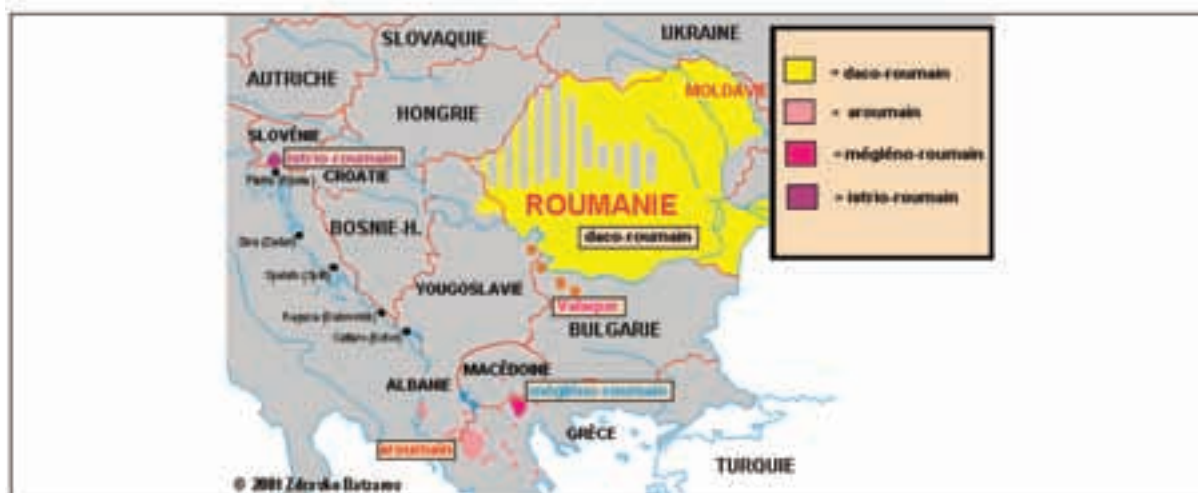 SLOVAQUIE
UKRAINE
AUTRICHE
MOLDAVIE
HONGRIE
SLOVÉNIE
istrio-roumain
CROATIE
ROUMANIE
BOSNIE-H.
daco-roumain
YOUGOSLAVIE
Valaque
BULGARIE
MACÉDOINE
ALBANIE
mégléno-roumain
aroumain
GRÈCE
TURQUIE
© 2001
= daco-roumain
= aroumain
=mégléno-roumain
= istrio-roumain